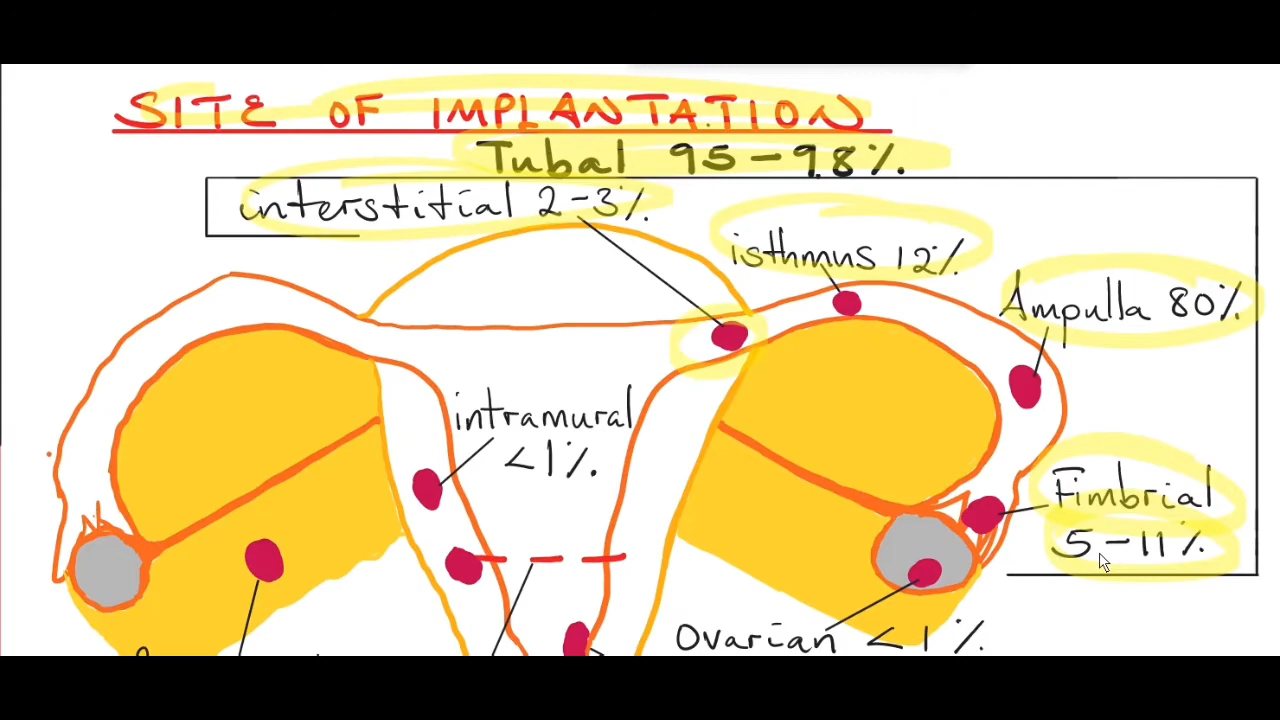 SITE OF IMPLANTATION
Tubal 95-98%.
interstitial 2-3%.
isthmus 12%.
Ampulla 80%.
intramural
<1%.
Fimbrial
5-11%.
Ovarian <1%.